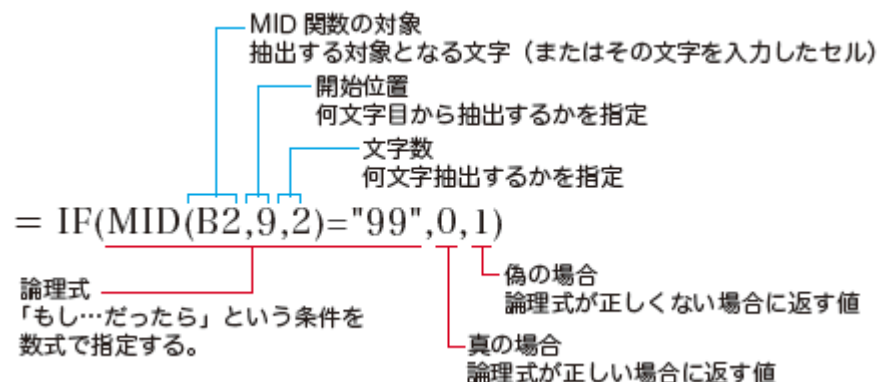 MID 関数の対象
抽出する対象となる文字（またはその文字を入力したセル）
開始位置
何文字目から抽出するかを指定
文字数
何文字抽出するかを指定
= IF(MID(B2,9,2)="99",0,1)
論理式
「もし…だったら」という条件を
数式で指定する。
偽の場合
論理式が正しくない場合に返す値
真の場合
論理式が正しい場合に返す値